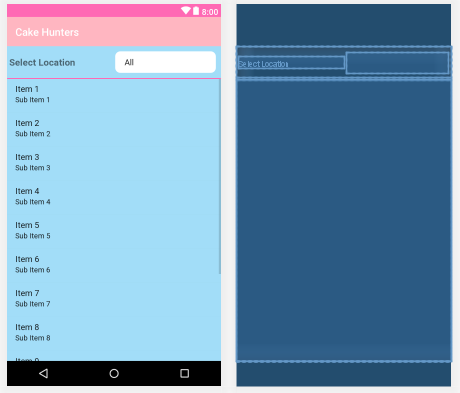 8:00
Cake Hunters
Select Location
All
Item 1
Sub Item 1
Item 2
Sub Item 2
Item 3
Sub Item 3
Item 4
Sub Item 4
Item 5
Sub Item 5
Item 6
Sub Item 6
Item 7
Sub Item 7
Item 8
Sub Item 8
Item 9
Select Location